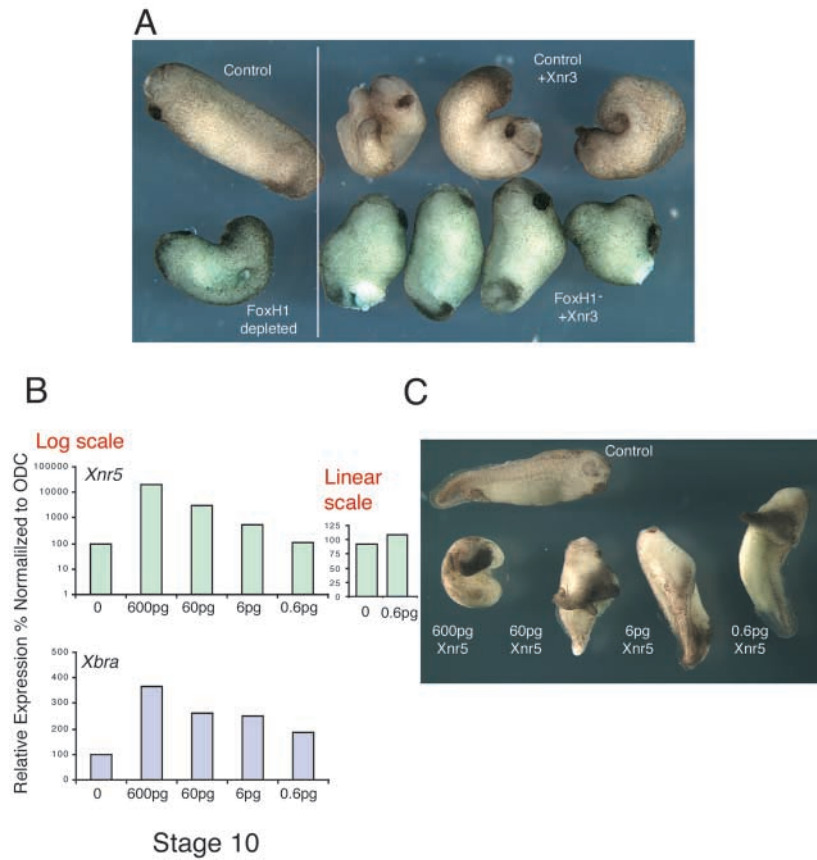 A
Control
Control
+Xnr3
FoxH1
depleted
FoxH1-
+Xnr3
B
Log scale
Relative Expression % Normalilzed to ODC
100000
10000
1000
100
10
1
Xnr5
0
600pg
60pg
6pg
0.6pg
Linear
scale
125
100
75
50
25
0
0
0.6pg
500
400
300
200
100
0
Xbra
0
600pg
60pg
6pg
0.6pg
Stage 10
C
Control
600pg
Xnr5
60pg
Xnr5
6pg
Xnr5
0.6pg
Xnr5